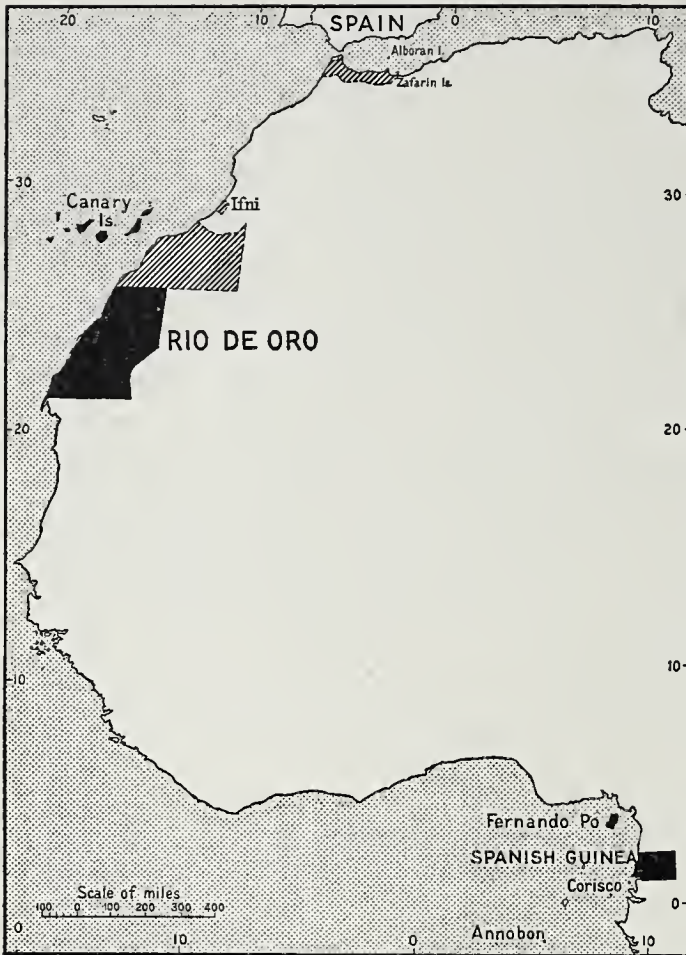 20 10 SPAIN 0 10
Alboran I.
Zafarin Is.
30 30
Canary
Is.
Ifni
RIO DE ORO
20 20
10 10
Fernando Po
SPANISH GUINEA
Corisco
Scale of miles
100 0 100 200 300 400
0 0
Annobon
10 0 10